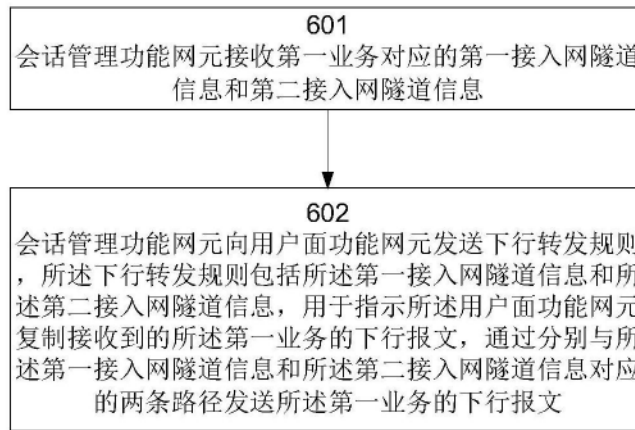 601
会话管理功能网元接收第一业务对应的第一接入网隧道
信息和第二接入网隧道信息
602
会话管理功能网元向用户面功能网元发送下行转发规则
，所述下行转发规则包括所述第一接入网隧道信息和所
述第二接入网隧道信息，用于指示所述用户面功能网元
复制接收到的所述第一业务的下行报文，通过分别与所
述第一接入网隧道信息和所述第二接入网隧道信息对应
的两条路径发送所述第一业务的下行报文